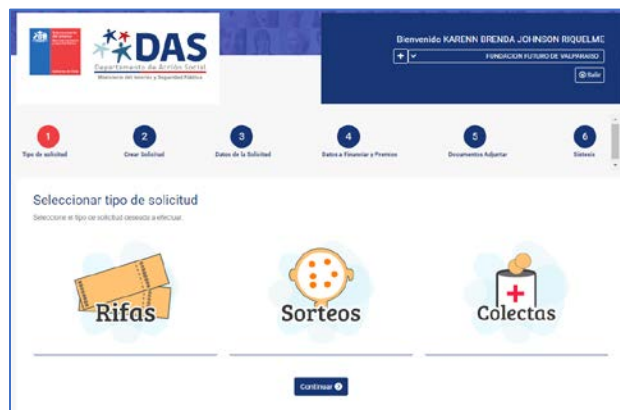 DAS
Departamento de Acción Social
Ministerio del Interior y Seguridad Pública
Bienvenido KARENN BRENDA JOHNSON RIQUELME
+
FUNDACION FUTURO DE VALPARAISO
Salir
1 2 3 4 5 6
Tipo de solicitud Crear Solicitud Datos de la Solicitud Datos a Financiar y Premios Documentos Adjuntar Síntesis
Seleccionar tipo de solicitud
Seleccione el tipo de solicitud deseada a efectuar.
Rifas Sorteos Colectas
Continuar